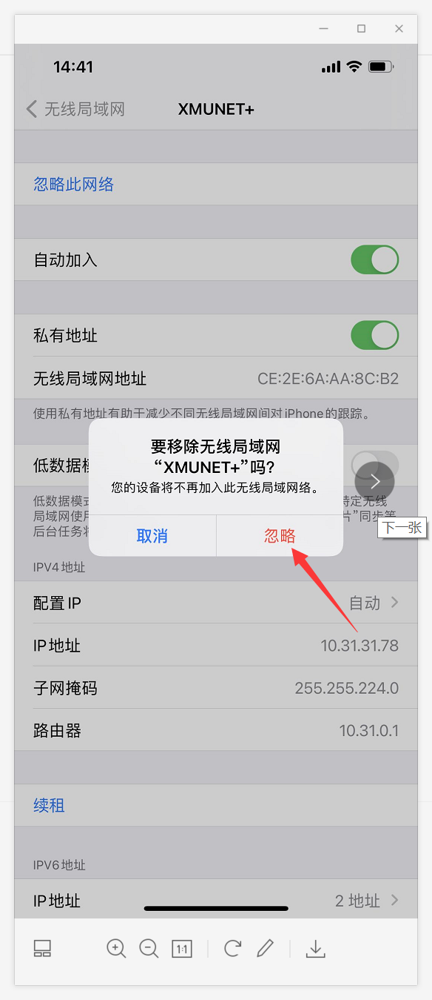 14:41
无线局域网
XMUNET+
忽略此网络
自动加入
私有地址
无线局域网地址 CE:2E:6A:AA:8C:B2
使用私有地址有助于减少不同无线局域网间对 iPhone 的跟踪。
要移除无线局域网
“XMUNET+”吗?
您的设备将不再加入此无线局域网络。
取消 忽略
低数据模
低数据模式 特定无线
局域网使用 片”同步等
后台任务将
下一张
IPV4 地址
配置 IP 自动
IP 地址 10.31.31.78
子网掩码 255.255.224.0
路由器 10.31.0.1
续租
IPV6 地址
IP 地址 2 地址
1:1